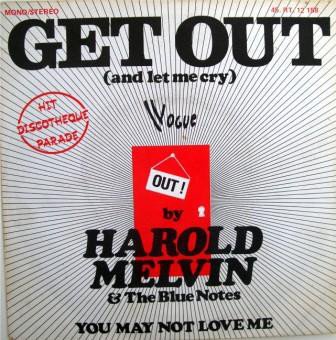 MONO/STEREO
45. RT. 12 158
GET OUT
(and let me cry)
HIT
DISCOTHEQUE
PARADE
VOGUE
OUT!
by
HAROLD
MELVIN
& The Blue Notes
YOU MAY NOT LOVE ME